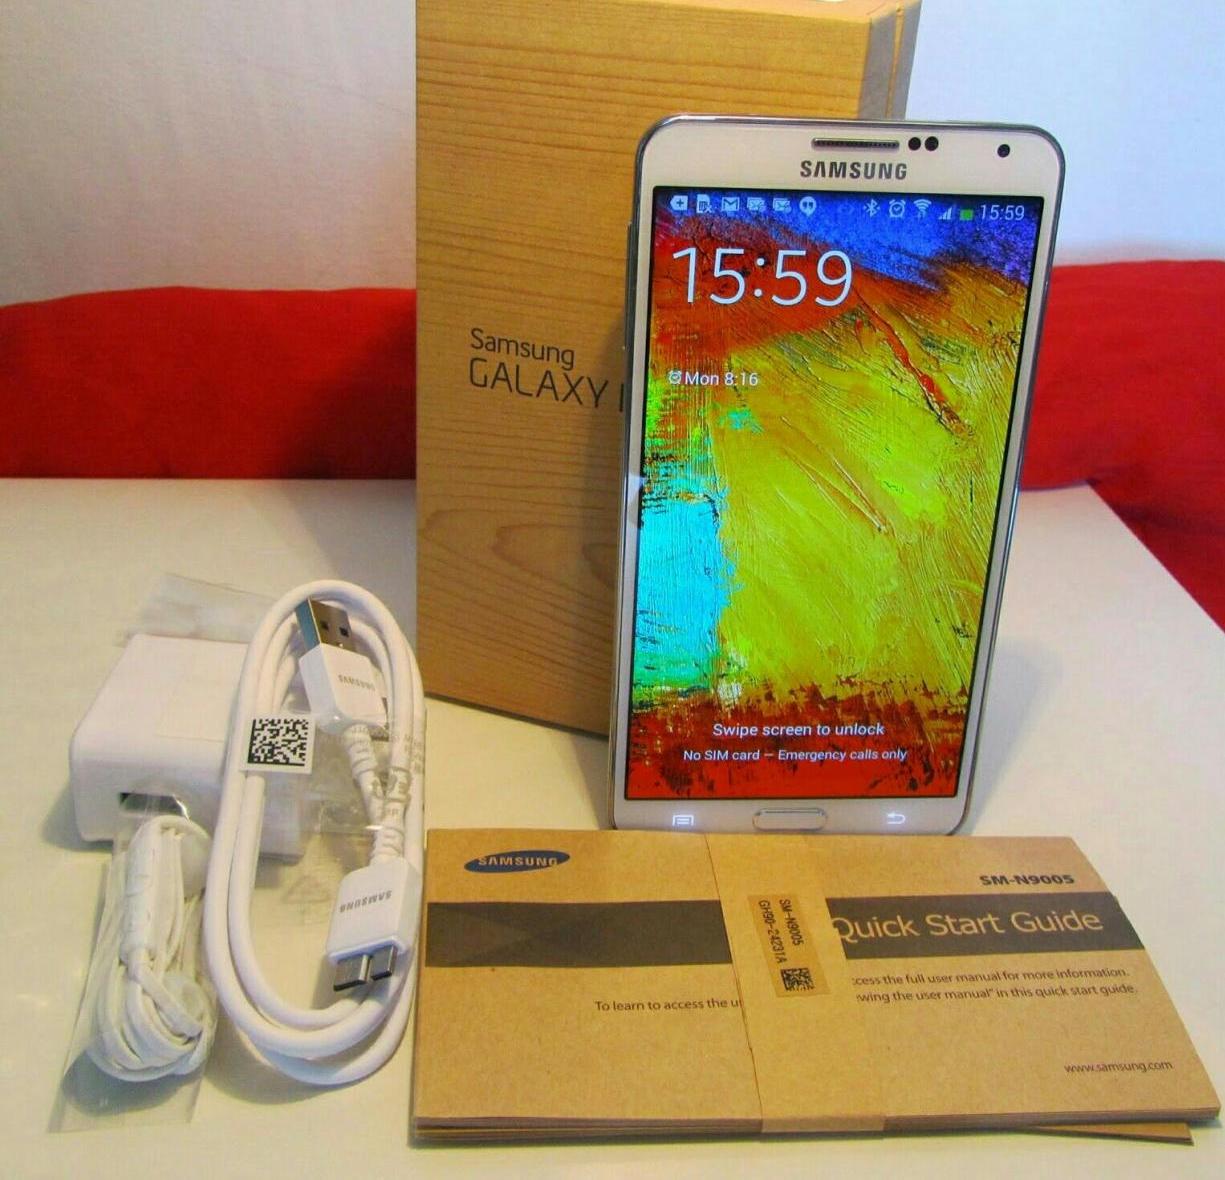 SAMSUNG
15:59
15:59
Mon 8:16
Swipe screen to unlock
No SIM card — Emergency calls only
Samsung
GALAXY
SAMSUNG
SAMSUNG
SAMSUNG
SM-N9005
Quick Start Guide
SM-N9005
GH90-24231A
To learn to access the
the full user manual for more information.
the user manual" in this quick start guide.
www.samsung.com